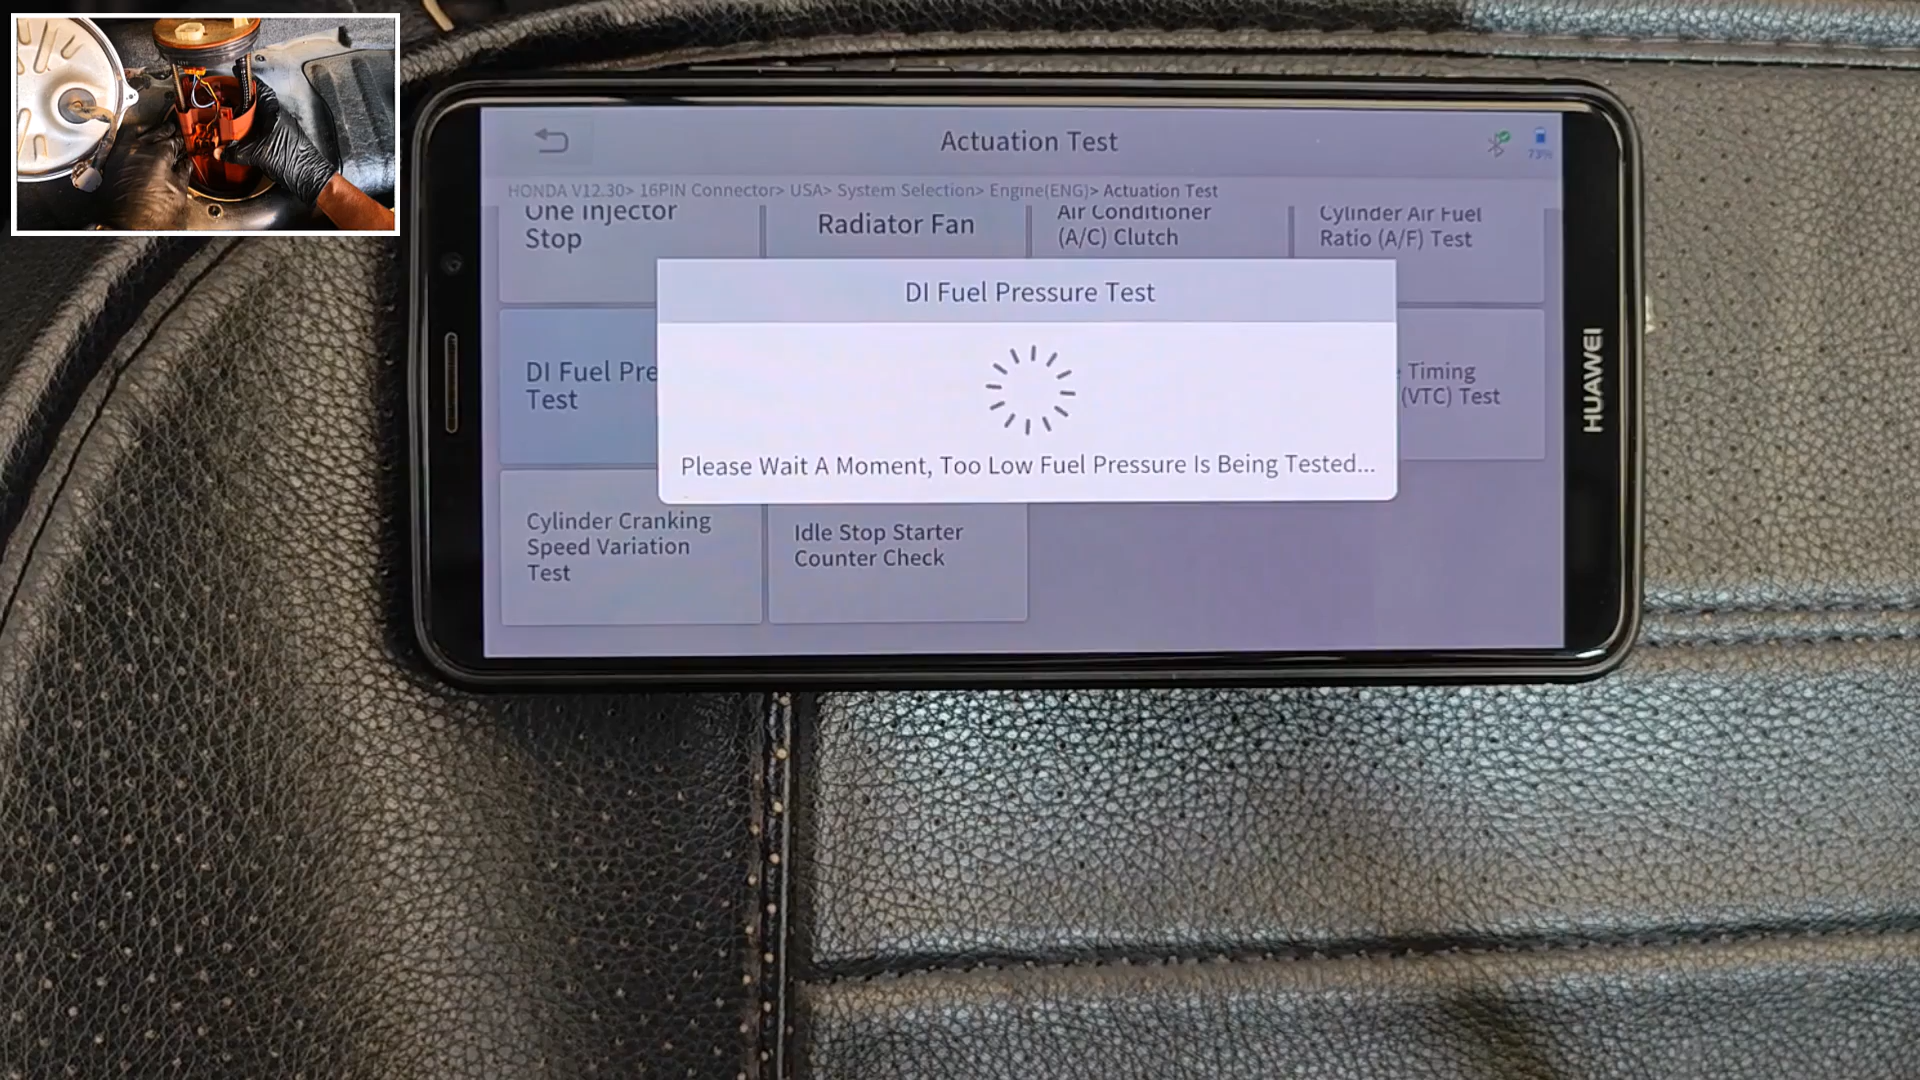 Actuation Test
73%
HONDA V12.30> 16PIN Connector> USA> System Selection> Engine(ENG)> Actuation Test
One Injector
Stop
Radiator Fan
Air Conditioner
(A/C) Clutch
Cylinder Air Fuel
Ratio (A/F) Test
DI Fuel Pressure Test
DI Fuel Pre
Test
Timing
(VTC) Test
Please Wait A Moment, Too Low Fuel Pressure Is Being Tested...
Cylinder Cranking
Speed Variation
Test
Idle Stop Starter
Counter Check
HUAWEI